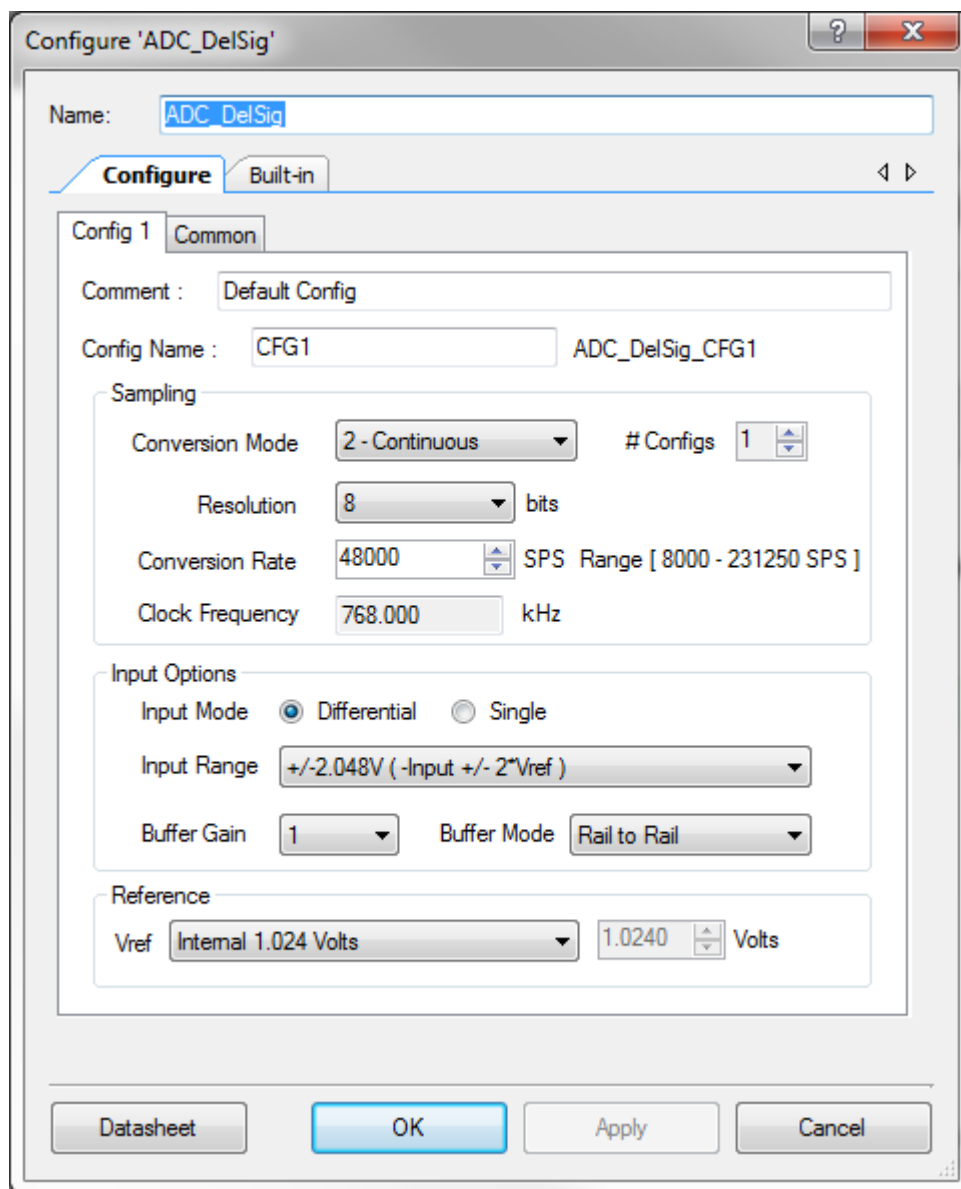 Configure 'ADC_DelSig'
?
Name: ADC_DelSig
Configure Built-in
Config 1 Common
Comment : Default Config
Config Name : CFG1 ADC_DelSig_CFG1
Sampling
Conversion Mode 2 - Continuous # Configs 1
Resolution 8 bits
Conversion Rate 48000 SPS Range [ 8000 - 231250 SPS ]
Clock Frequency 768.000 kHz
Input Options
Input Mode Differential Single
Input Range +/-2.048V ( -Input +/- 2*Vref )
Buffer Gain 1 Buffer Mode Rail to Rail
Reference
Vref Internal 1.024 Volts 1.0240 Volts
Datasheet OK Apply Cancel